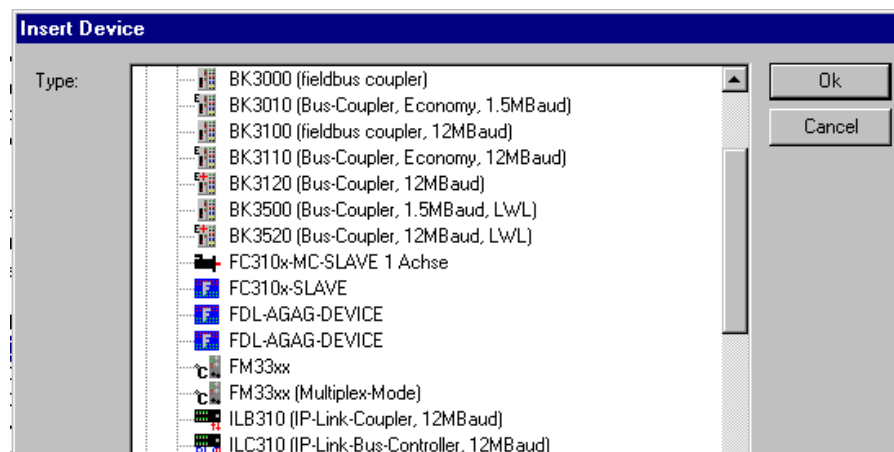 Insert Device
Type:
BK3000 (fieldbus coupler)
BK3010 (Bus-Coupler, Economy, 1.5MBaud)
BK3100 (fieldbus coupler, 12MBaud)
BK3110 (Bus-Coupler, Economy, 12MBaud)
BK3120 (Bus-Coupler, 12MBaud)
BK3500 (Bus-Coupler, 1.5MBaud, LWL)
BK3520 (Bus-Coupler, 12MBaud, LWL)
FC310x-MC-SLAVE 1 Achse
FC310x-SLAVE
FDL-AGAG-DEVICE
FDL-AGAG-DEVICE
FM33xx
FM33xx (Multiplex-Mode)
ILB310 (IP-Link-Coupler, 12MBaud)
ILC310 (IP-Link-Bus-Controller, 12MBaud)
Ok
Cancel